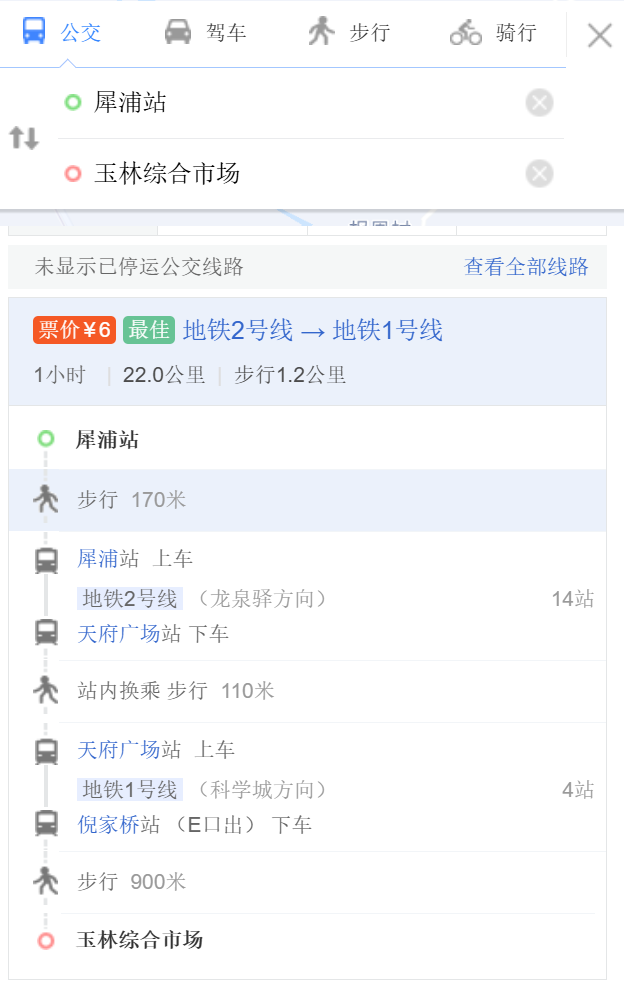 公交 驾车 步行 骑行
犀浦站
玉林综合市场
未显示已停运公交线路 查看全部线路
票价¥6 最佳 地铁2号线 → 地铁1号线
1小时 | 22.0公里 | 步行1.2公里
犀浦站
步行 170米
犀浦站 上车
地铁2号线 （龙泉驿方向） 14站
天府广场站 下车
站内换乘 步行 110米
天府广场站 上车
地铁1号线 （科学城方向） 4站
倪家桥站 （E口出） 下车
步行 900米
玉林综合市场